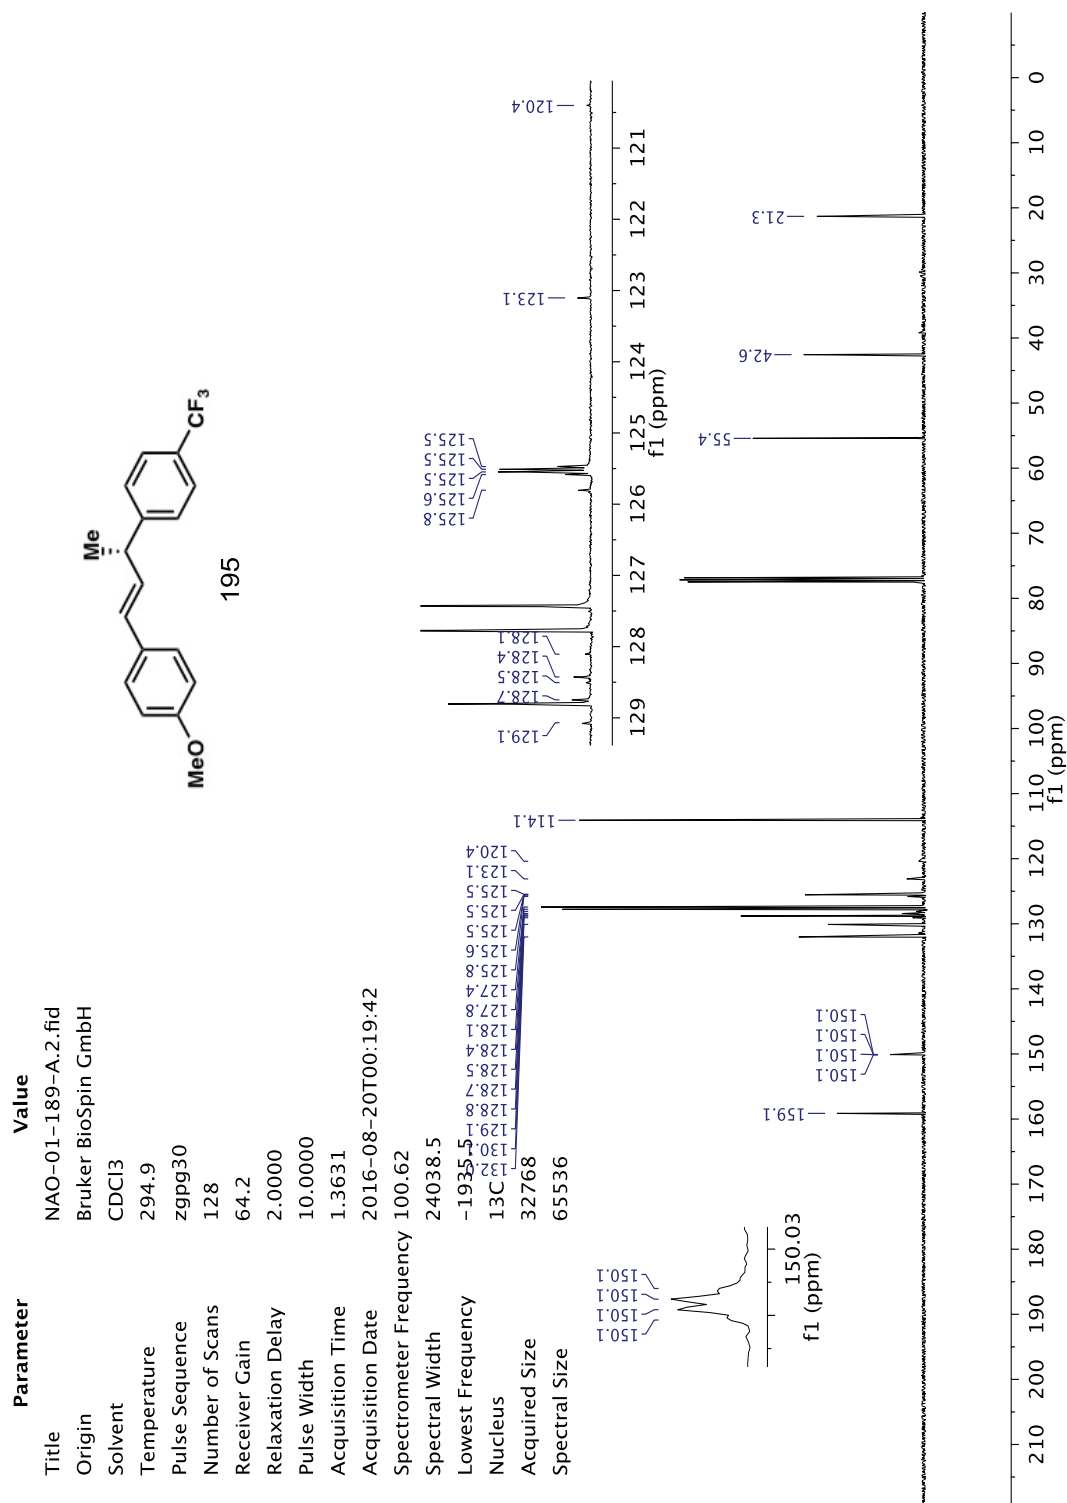 Parameter Value
Title NAO-01-189-A.2.fid
Origin Bruker BioSpin GmbH
Solvent CDCl3
Temperature 294.9
Pulse Sequence zgpg30
Number of Scans 128
Receiver Gain 64.2
Relaxation Delay 2.0000
Pulse Width 10.0000
Acquisition Time 1.3631
Acquisition Date 2016-08-20T00:19:42
Spectrometer Frequency 100.62
Spectral Width 24038.5
Lowest Frequency -1935.5
Nucleus 13C
Acquired Size 32768
Spectral Size 65536
MeO
Me
CF3
195
129.1
128.7
128.5
128.4
128.1
125.8
125.6
125.5
125.5
125.5
123.1
120.4
129 128 127 126 125 124 123 122 121
f1 (ppm)
150.1
150.1
150.1
150.1
150.03
f1 (ppm)
159.1
150.1
150.1
150.1
150.1
132.0
130.1
129.1
128.8
128.7
128.5
128.4
128.1
127.8
127.4
125.8
125.6
125.5
125.5
125.5
123.1
120.4
114.1
55.4
42.6
21.3
210 200 190 180 170 160 150 140 130 120 110 100 90 80 70 60 50 40 30 20 10 0
f1 (ppm)